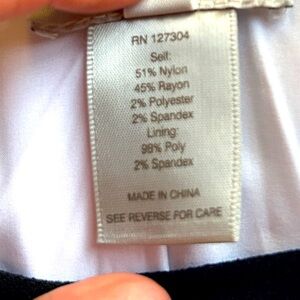 RN 127304
Self:
51% Nylon
45% Rayon
2% Polyester
2% Spandex
Lining:
98% Poly
2% Spandex
MADE IN CHINA
SEE REVERSE FOR CARE